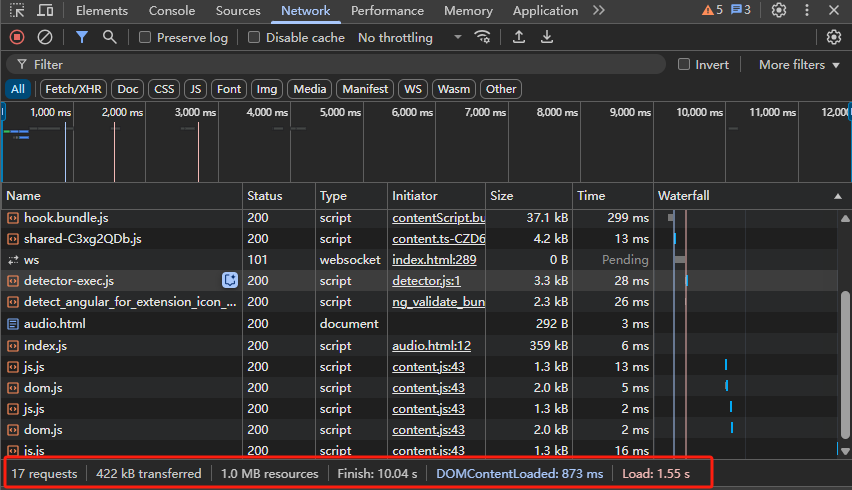 Elements Console Sources Network Performance Memory Application 5 3
Preserve log Disable cache No throttling
Filter Invert More filters
All Fetch/XHR Doc CSS JS Font Img Media Manifest WS Wasm Other
1,000 ms 2,000 ms 3,000 ms 4,000 ms 5,000 ms 6,000 ms 7,000 ms 8,000 ms 9,000 ms 10,000 ms 11,000 ms 12,000
Name Status Type Initiator Size Time Waterfall
hook.bundle.js 200 script contentScript.bu 37.1 kB 299 ms
shared-C3xg2QDb.js 200 script content.ts-CZD6 4.2 kB 13 ms
ws 101 websocket index.html:289 0 B Pending
detector-exec.js 200 script detector.js:1 3.3 kB 28 ms
detect_angular_for_extension_icon_... 200 script ng_validate_bun 2.3 kB 26 ms
audio.html 200 document 292 B 3 ms
index.js 200 script audio.html:12 359 kB 6 ms
js.js 200 script content.js:43 1.3 kB 13 ms
dom.js 200 script content.js:43 2.0 kB 5 ms
js.js 200 script content.js:43 1.3 kB 2 ms
dom.js 200 script content.js:43 2.0 kB 2 ms
js.js 200 script content.js:43 1.3 kB 16 ms
17 requests 422 kB transferred 1.0 MB resources Finish: 10.04 s DOMContentLoaded: 873 ms Load: 1.55 s